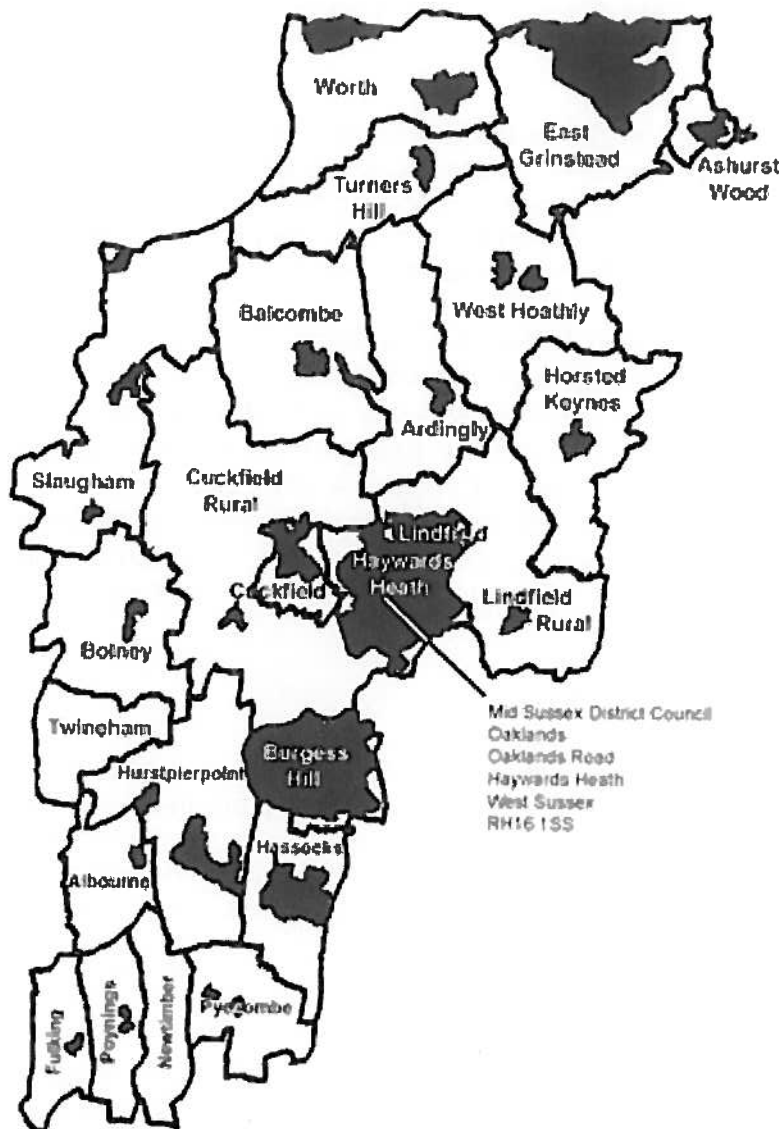 Worth
East
Grinstead
Ashurst
Wood
Turners
Hill
Balcombe
West Hoathly
Horsted
Keynes
Ardingly
Slaugham
Cuckfield
Rural
Lindfield
Haywards
Heath
Cuckfield
Lindfield
Rural
Bolney
Twineham
Mid Sussex District Council
Oaklands
Oaklands Road
Haywards Heath
West Sussex
RH16 1SS
Burgess
Hill
Hurstpierpoint
Hassocks
Albourne
Fulking
Poynings
Newtimber
Pyecombe